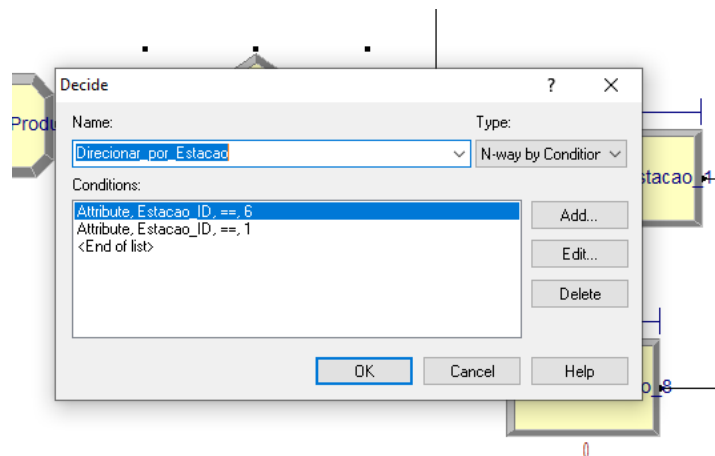 Decide
?
Produ
Name:
Type:
Direcionar_por_Estacao
N-way by Condition
Conditions:
stacao_1
Attribute, Estacao_ID, ==, 6
Attribute, Estacao_ID, ==, 1
<End of list>
Add...
Edit...
Delete
OK
Cancel
Help
o_8
0